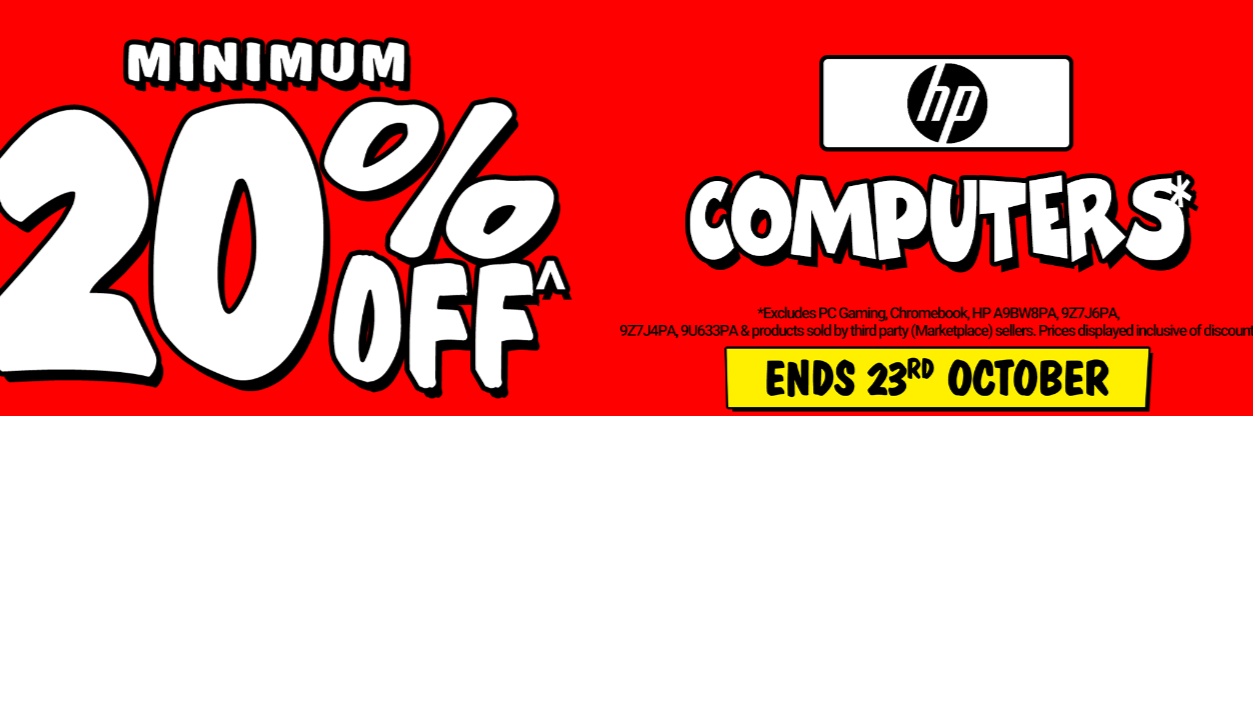 MINIMUM
20%
OFF^
hp
COMPUTERS*
*Excludes PC Gaming, Chromebook, HP A9BW8PA, 9Z7J6PA,
9Z7J4PA, 9U633PA & products sold by third party (Marketplace) sellers. Prices displayed inclusive of discount
ENDS 23RD OCTOBER